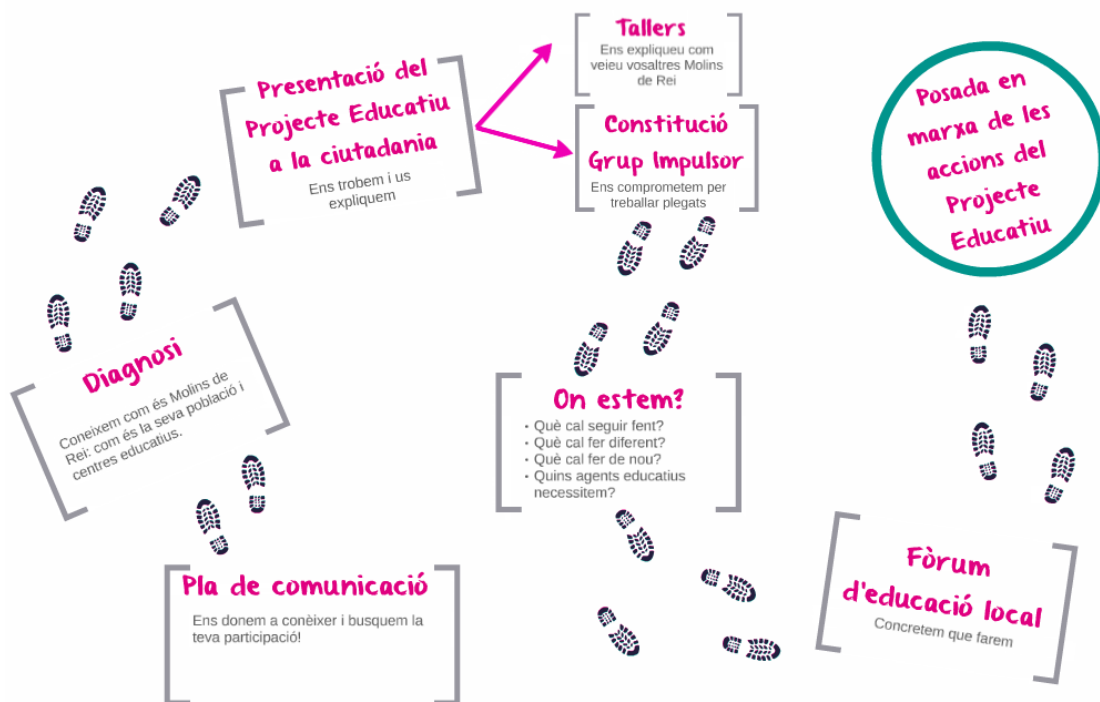 Presentació del
Projecte Educatiu
a la ciutadania
Ens trobem i us
expliquem
Tallers
Ens expliqueu com
veieu vosaltres Molins
de Rei
Constitució
Grup Impulsor
Ens comprometem per
treballar plegats
Posada en
marxa de les
accions del
Projecte
Educatiu
Diagnosi
Coneixem com és Molins de
Rei: com és la seva població i
centres educatius.
On estem?
• Què cal seguir fent?
• Què cal fer diferent?
• Què cal fer de nou?
• Quins agents educatius
necessitem?
Pla de comunicació
Ens donem a conèixer i busquem la
teva participació!
Fòrum
d'educació local
Concretem que farem